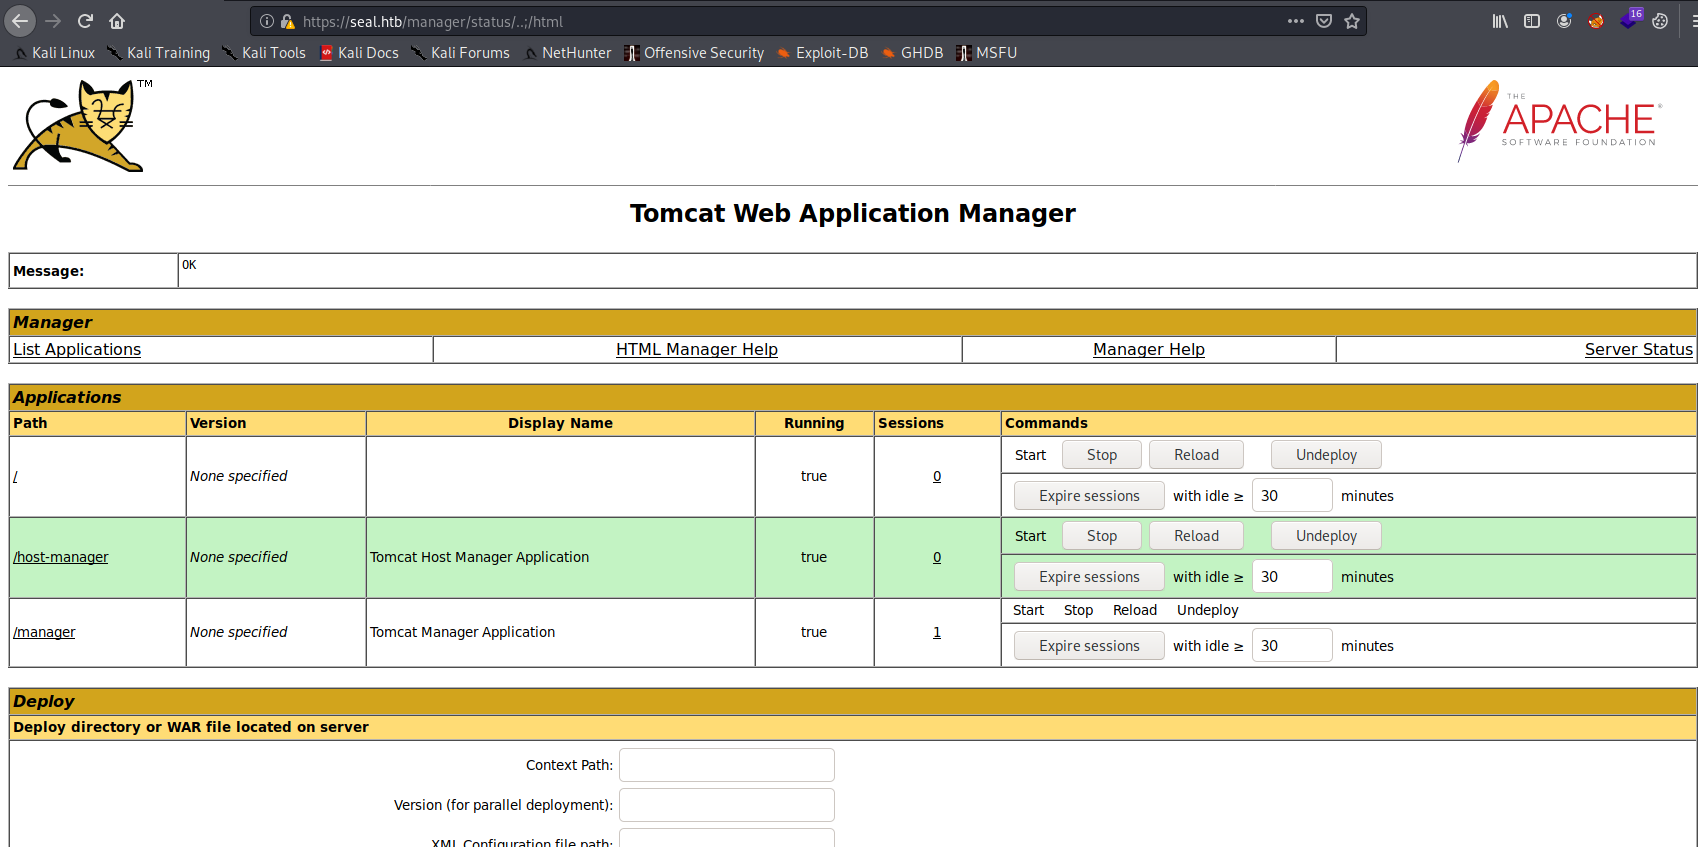 https://seal.htb/manager/status/..;/html
16
Kali Linux Kali Training Kali Tools Kali Docs Kali Forums NetHunter Offensive Security Exploit-DB GHDB MSFU
TM
THE
APACHE®
SOFTWARE FOUNDATION
Tomcat Web Application Manager
Message: OK
Manager
List Applications HTML Manager Help Manager Help Server Status
Applications
Path Version Display Name Running Sessions Commands
/ None specified true 0 Start Stop Reload Undeploy
Expire sessions with idle ≥ 30 minutes
/host-manager None specified Tomcat Host Manager Application true 0 Start Stop Reload Undeploy
Expire sessions with idle ≥ 30 minutes
/manager None specified Tomcat Manager Application true 1 Start Stop Reload Undeploy
Expire sessions with idle ≥ 30 minutes
Deploy
Deploy directory or WAR file located on server
Context Path:
Version (for parallel deployment):
XML Configuration file path: